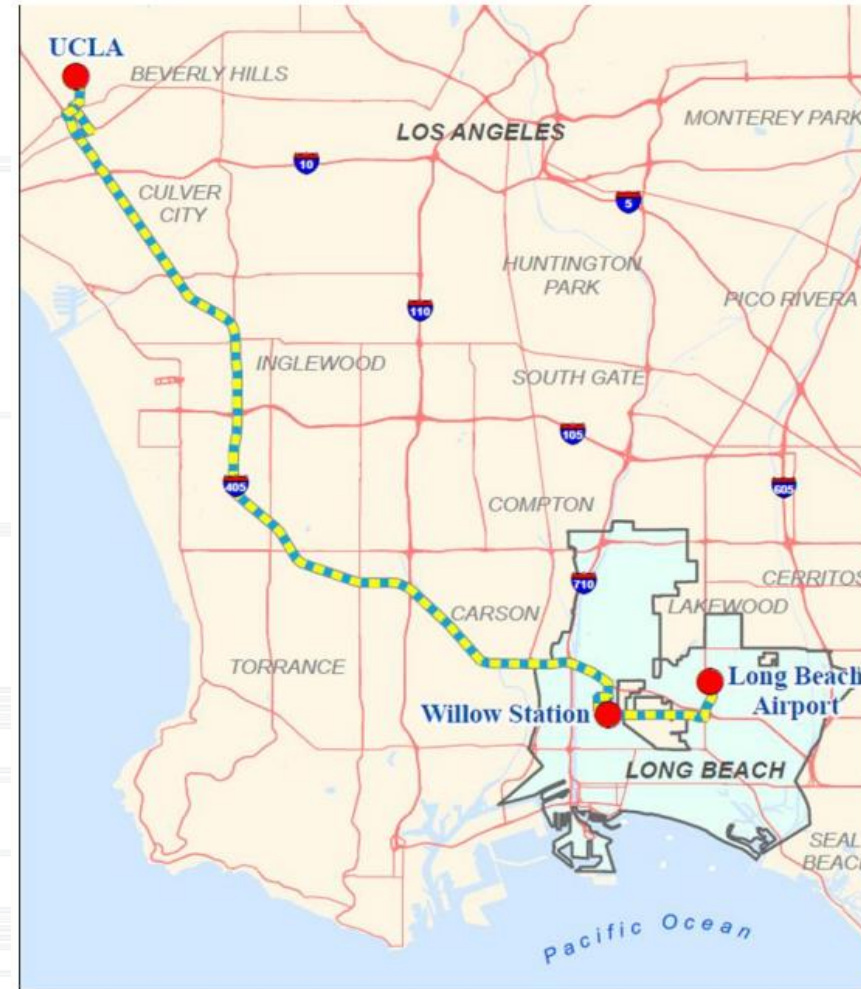 UCLA
BEVERLY HILLS
MONTEREY PARK
LOS ANGELES
10
CULVER
CITY
5
HUNTINGTON
PARK
PICO RIVERA
110
INGLEWOOD
SOUTH GATE
105
405
605
COMPTON
710
CERRITOS
LAKEWOOD
CARSON
TORRANCE
Long Beach
Airport
Willow Station
LONG BEACH
SEAL
BEACH
Pacific Ocean